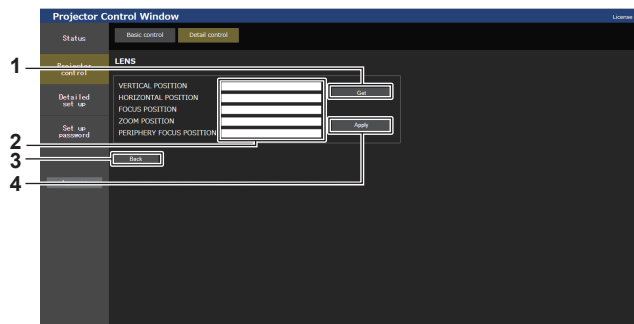 Projector Control Window
License
Status
Basic control
Detail control
Projector
control
LENS
1
VERTICAL POSITION
HORIZONTAL POSITION
FOCUS POSITION
ZOOM POSITION
PERIPHERY FOCUS POSITION
Get
Apply
Detailed
set up
Set up
password
2
3
Back
4